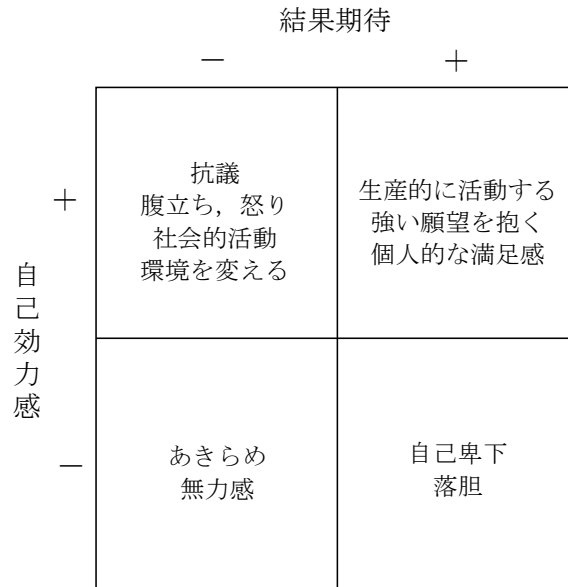 結果期待
－ ＋
＋
抗議
腹立ち，怒り
社会的活動
環境を変える
生産的に活動する
強い願望を抱く
個人的な満足感
自己効力感
－
あきらめ
無力感
自己卑下
落胆